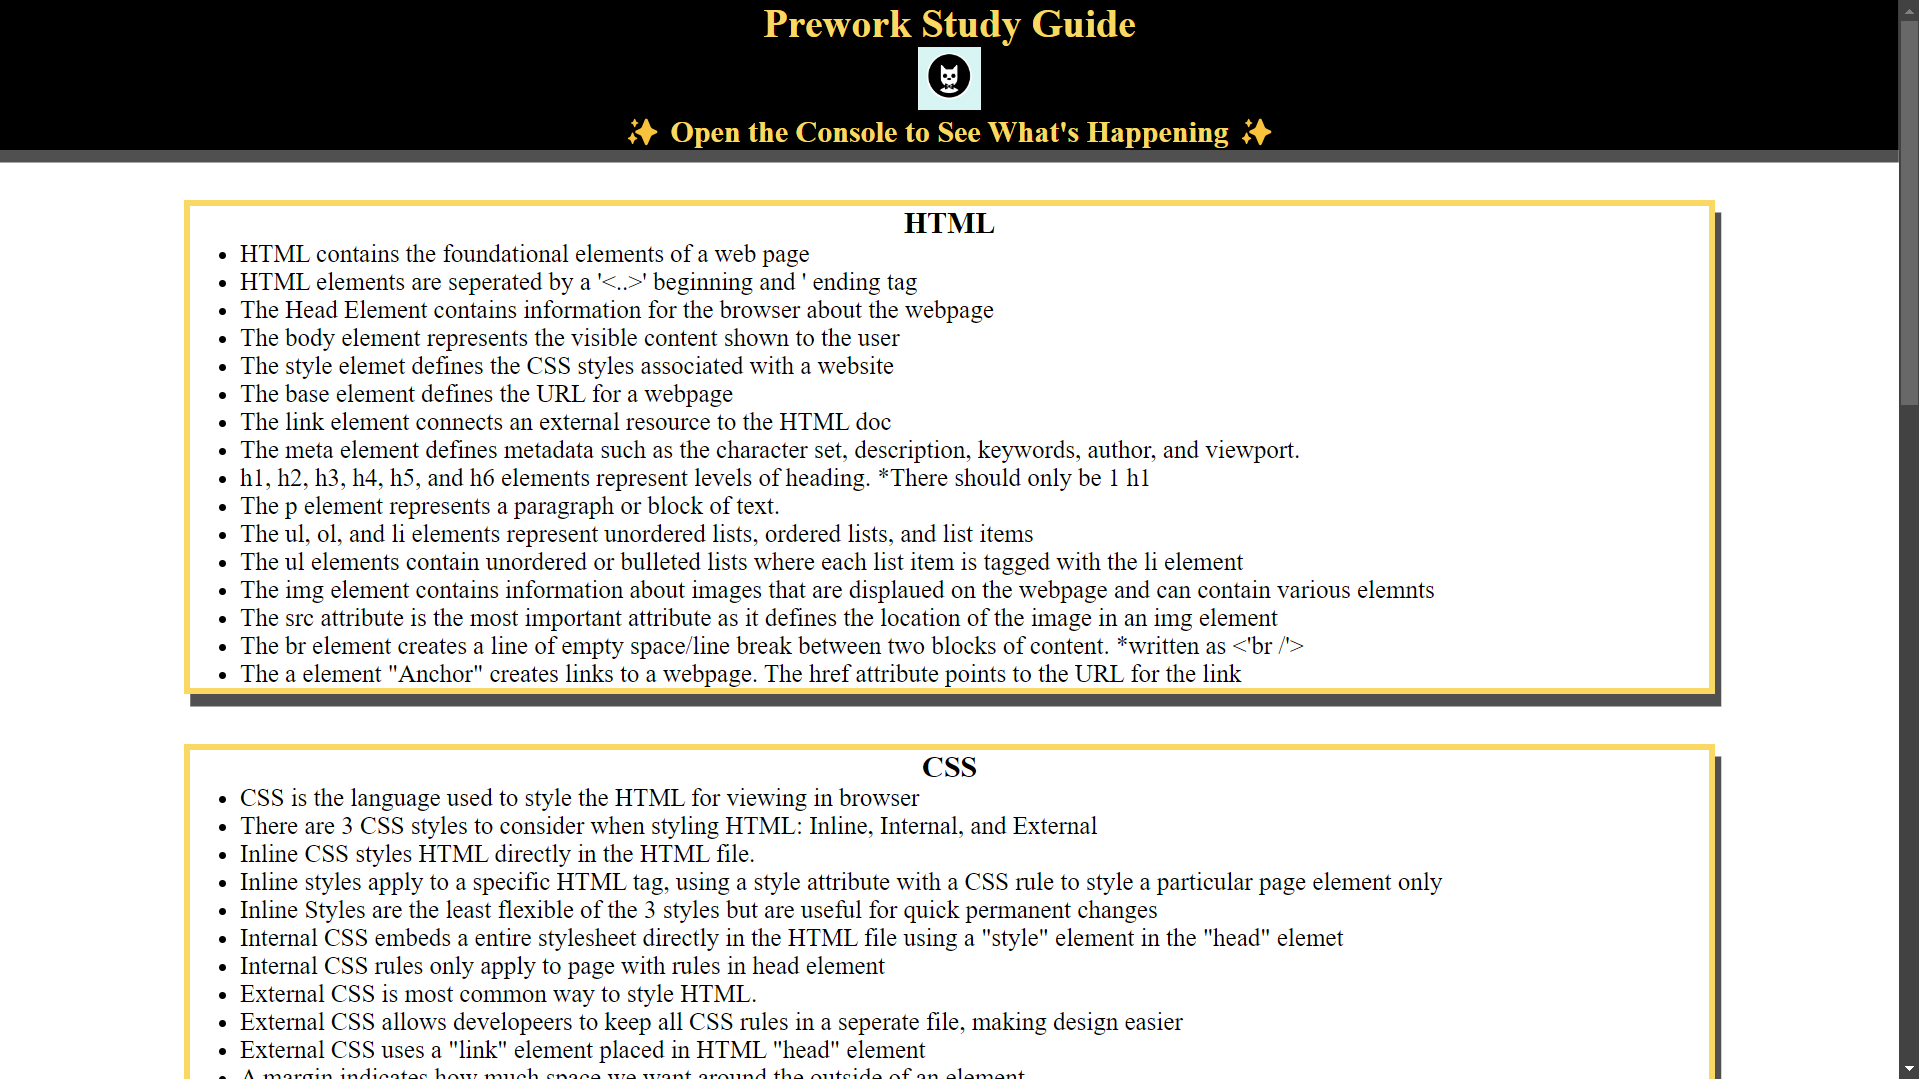 Prework Study Guide
✨ Open the Console to See What's Happening ✨
HTML
• HTML contains the foundational elements of a web page
• HTML elements are seperated by a '<..>' beginning and ' ending tag
• The Head Element contains information for the browser about the webpage
• The body element represents the visible content shown to the user
• The style elemet defines the CSS styles associated with a website
• The base element defines the URL for a webpage
• The link element connects an external resource to the HTML doc
• The meta element defines metadata such as the character set, description, keywords, author, and viewport.
• h1, h2, h3, h4, h5, and h6 elements represent levels of heading. *There should only be 1 h1
• The p element represents a paragraph or block of text.
• The ul, ol, and li elements represent unordered lists, ordered lists, and list items
• The ul elements contain unordered or bulleted lists where each list item is tagged with the li element
• The img element contains information about images that are displaued on the webpage and can contain various elemnts
• The src attribute is the most important attribute as it defines the location of the image in an img element
• The br element creates a line of empty space/line break between two blocks of content. *written as <'br /'>
• The a element "Anchor" creates links to a webpage. The href attribute points to the URL for the link
CSS
• CSS is the language used to style the HTML for viewing in browser
• There are 3 CSS styles to consider when styling HTML: Inline, Internal, and External
• Inline CSS styles HTML directly in the HTML file.
• Inline styles apply to a specific HTML tag, using a style attribute with a CSS rule to style a particular page element only
• Inline Styles are the least flexible of the 3 styles but are useful for quick permanent changes
• Internal CSS embeds a entire stylesheet directly in the HTML file using a "style" element in the "head" elemet
• Internal CSS rules only apply to page with rules in head element
• External CSS is most common way to style HTML.
• External CSS allows developeers to keep all CSS rules in a seperate file, making design easier
• External CSS uses a "link" element placed in HTML "head" element
• A margin indicates how much space we want around the outside of an element